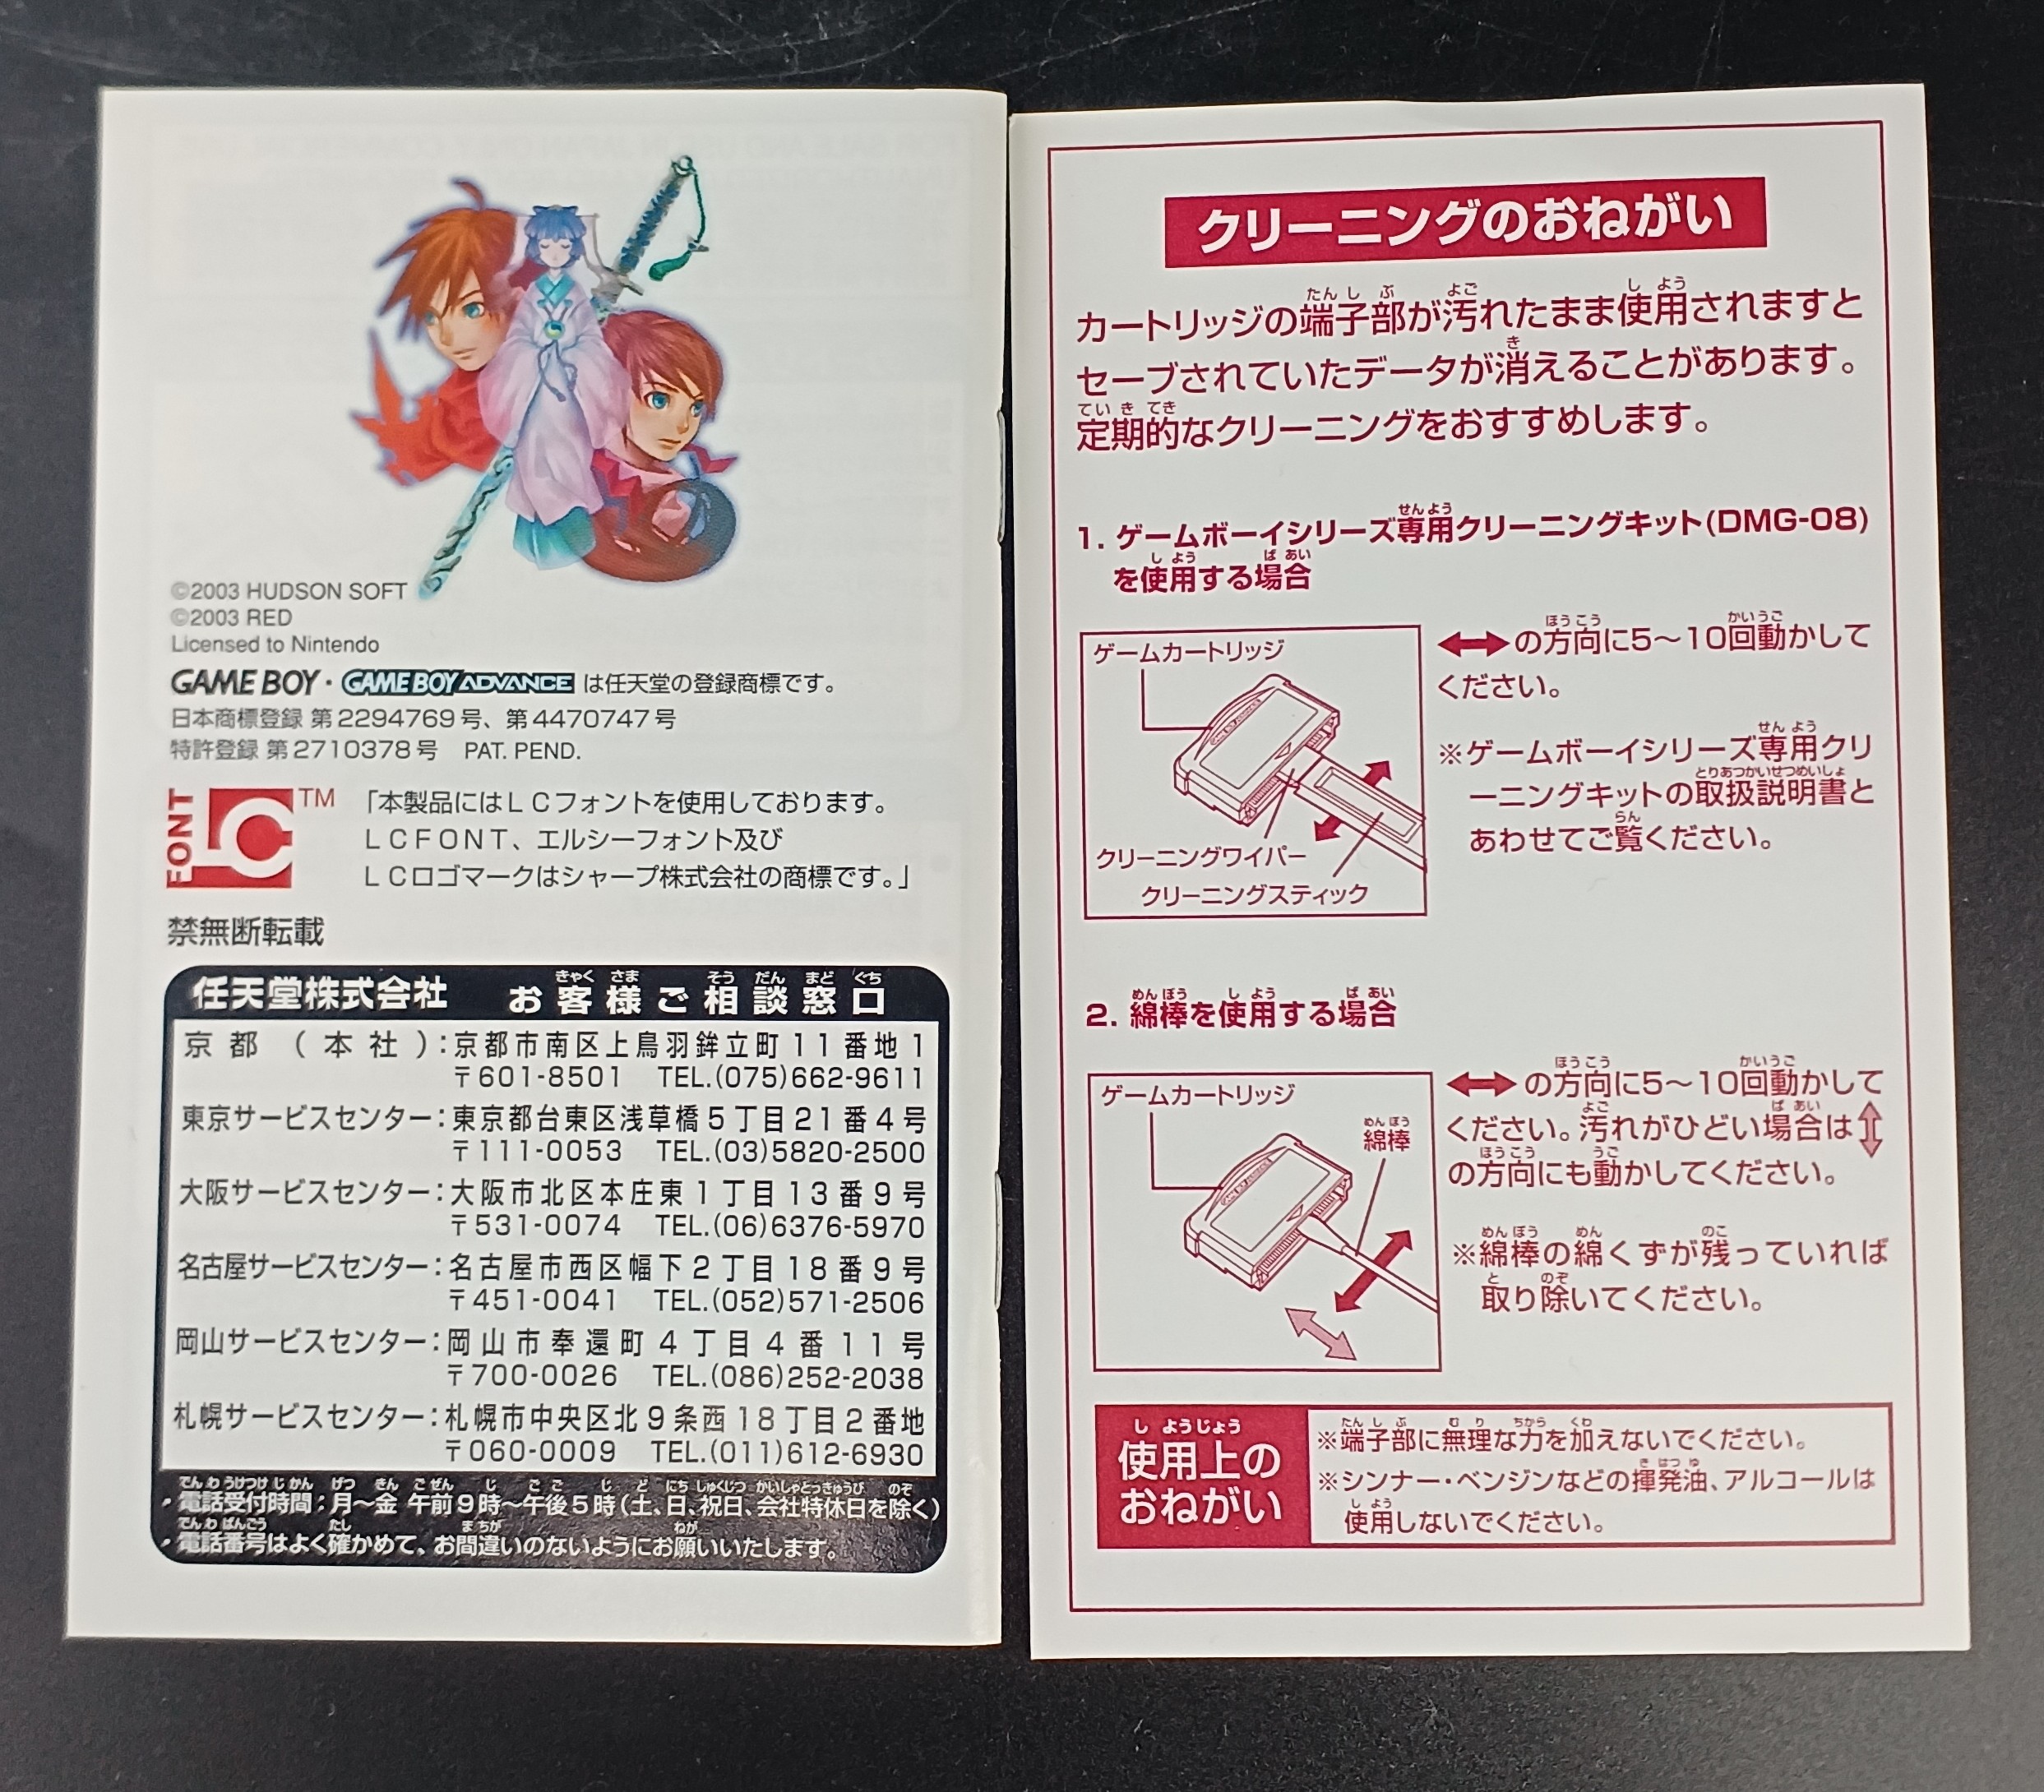 ©2003 HUDSON SOFT
©2003 RED
Licensed to Nintendo
GAME BOY・GAME BOY ADVANCE は任天堂の登録商標です。
日本商標登録 第2294769号、第4470747号
特許登録 第2710378号 PAT. PEND.
FONT LC TM
「本製品にはLCフォントを使用しております。
LCFONT、エルシーフォント及び
LCロゴマークはシャープ株式会社の商標です。」
禁無断転載
任天堂株式会社 お客様ご相談窓口
京都(本社):京都市南区上鳥羽鉾立町11番地1
〒601-8501 TEL.(075)662-9611
東京サービスセンター:東京都台東区浅草橋5丁目21番4号
〒111-0053 TEL.(03)5820-2500
大阪サービスセンター:大阪市北区本庄東1丁目13番9号
〒531-0074 TEL.(06)6376-5970
名古屋サービスセンター:名古屋市西区幅下2丁目18番9号
〒451-0041 TEL.(052)571-2506
岡山サービスセンター:岡山市奉還町4丁目4番11号
〒700-0026 TEL.(086)252-2038
札幌サービスセンター:札幌市中央区北9条西18丁目2番地
〒060-0009 TEL.(011)612-6930
・電話受付時間:月〜金 午前9時〜午後5時(土、日、祝日、会社特休日を除く)
・電話番号はよく確かめて、お間違いのないようにお願いいたします。
クリーニングのおねがい
カートリッジの端子部が汚れたまま使用されますと
セーブされていたデータが消えることがあります。
定期的なクリーニングをおすすめします。
1. ゲームボーイシリーズ専用クリーニングキット(DMG-08)
を使用する場合
ゲームカートリッジ
クリーニングワイパー
クリーニングスティック
↔の方向に5〜10回動かして
ください。
※ゲームボーイシリーズ専用クリ
ーニングキットの取扱説明書と
あわせてご覧ください。
2. 綿棒を使用する場合
ゲームカートリッジ
綿棒
↔の方向に5〜10回動かして
ください。汚れがひどい場合は↕
の方向にも動かしてください。
※綿棒の綿くずが残っていれば
取り除いてください。
使用上の
おねがい
※端子部に無理な力を加えないでください。
※シンナー・ベンジンなどの揮発油、アルコールは
使用しないでください。